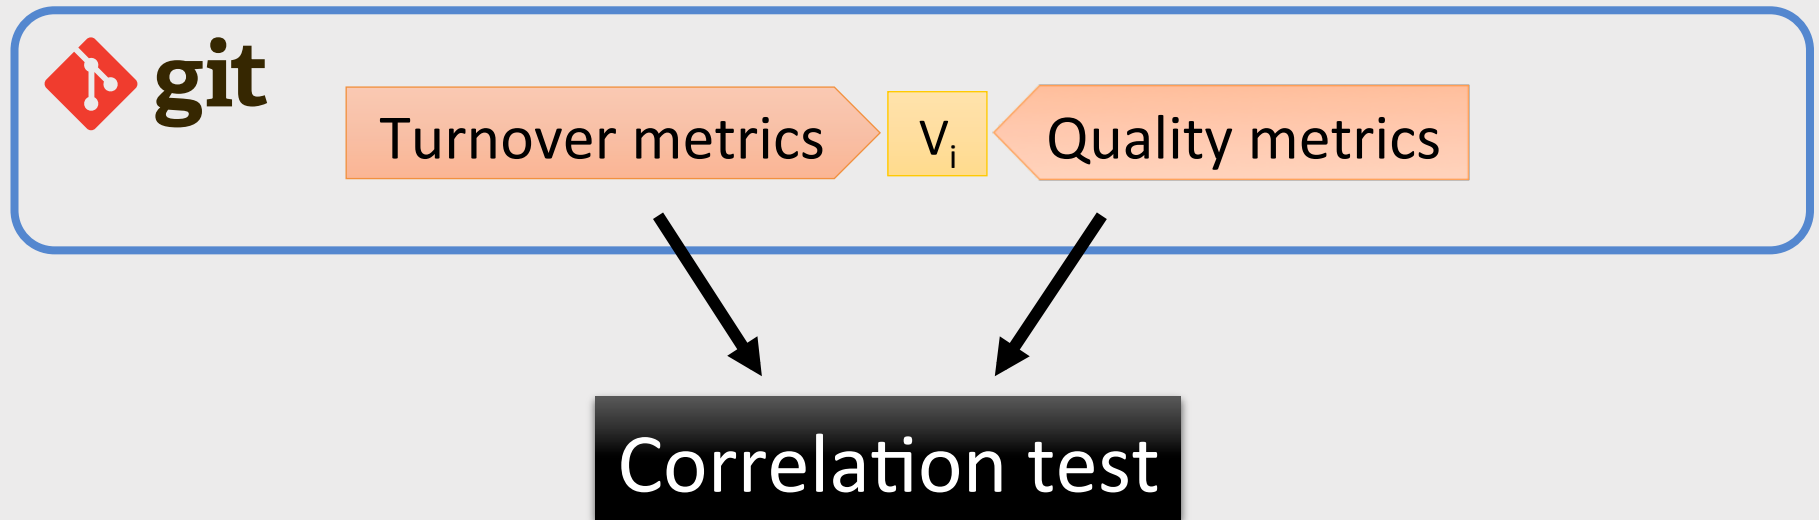 git
Turnover metrics
Vi
Quality metrics
Correlation test